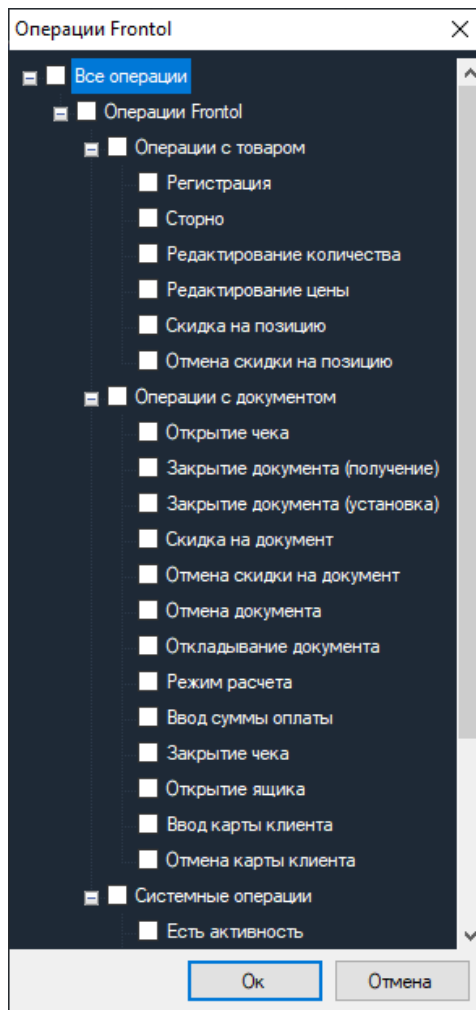 Операции Frontol
Все операции
Операции Frontol
Операции с товаром
Регистрация
Сторно
Редактирование количества
Редактирование цены
Скидка на позицию
Отмена скидки на позицию
Операции с документом
Открытие чека
Закрытие документа (получение)
Закрытие документа (установка)
Скидка на документ
Отмена скидки на документ
Отмена документа
Откладывание документа
Режим расчета
Ввод суммы оплаты
Закрытие чека
Открытие ящика
Ввод карты клиента
Отмена карты клиента
Системные операции
Есть активность
Ок Отмена